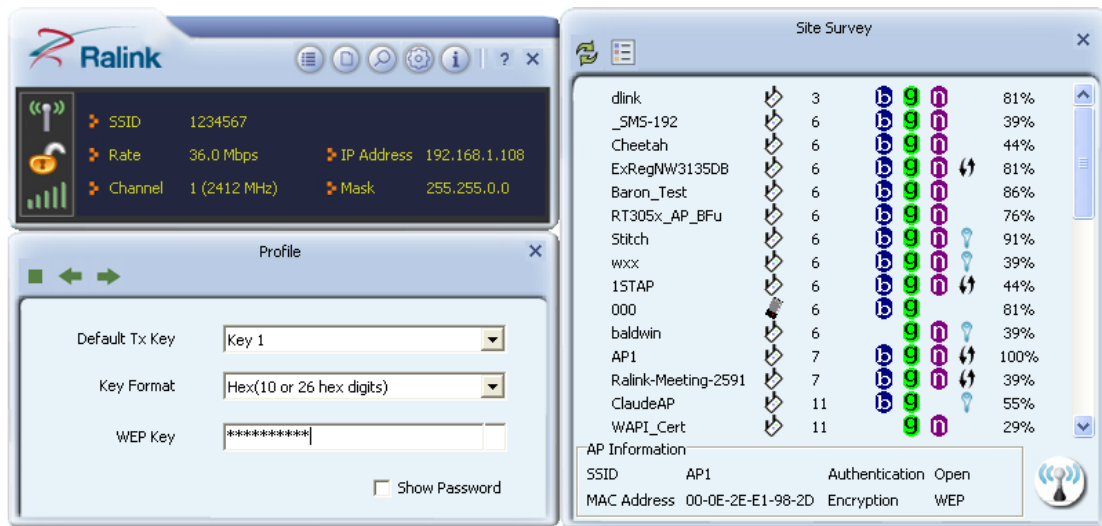 Ralink
? ×
SSID 1234567
Rate 36.0 Mbps IP Address 192.168.1.108
Channel 1 (2412 MHz) Mask 255.255.0.0
Profile
Default Tx Key Key 1
Key Format Hex(10 or 26 hex digits)
WEP Key **********
Show Password
Site Survey
dlink 3 b g n 81%
_SMS-192 6 b g n 39%
Cheetah 6 b g n 44%
ExRegNW3135DB 6 b g n 81%
Baron_Test 6 b g n 86%
RT305x_AP_BFu 6 b g n 76%
Stitch 6 b g n 91%
wxx 6 b g n 39%
1STAP 6 b g n 44%
000 6 b g 81%
baldwin 6 g n 39%
AP1 7 b g n 100%
Ralink-Meeting-2591 7 b g n 39%
ClaudeAP 11 b g 55%
WAPI_Cert 11 g n 29%
AP Information
SSID AP1 Authentication Open
MAC Address 00-0E-2E-E1-98-2D Encryption WEP